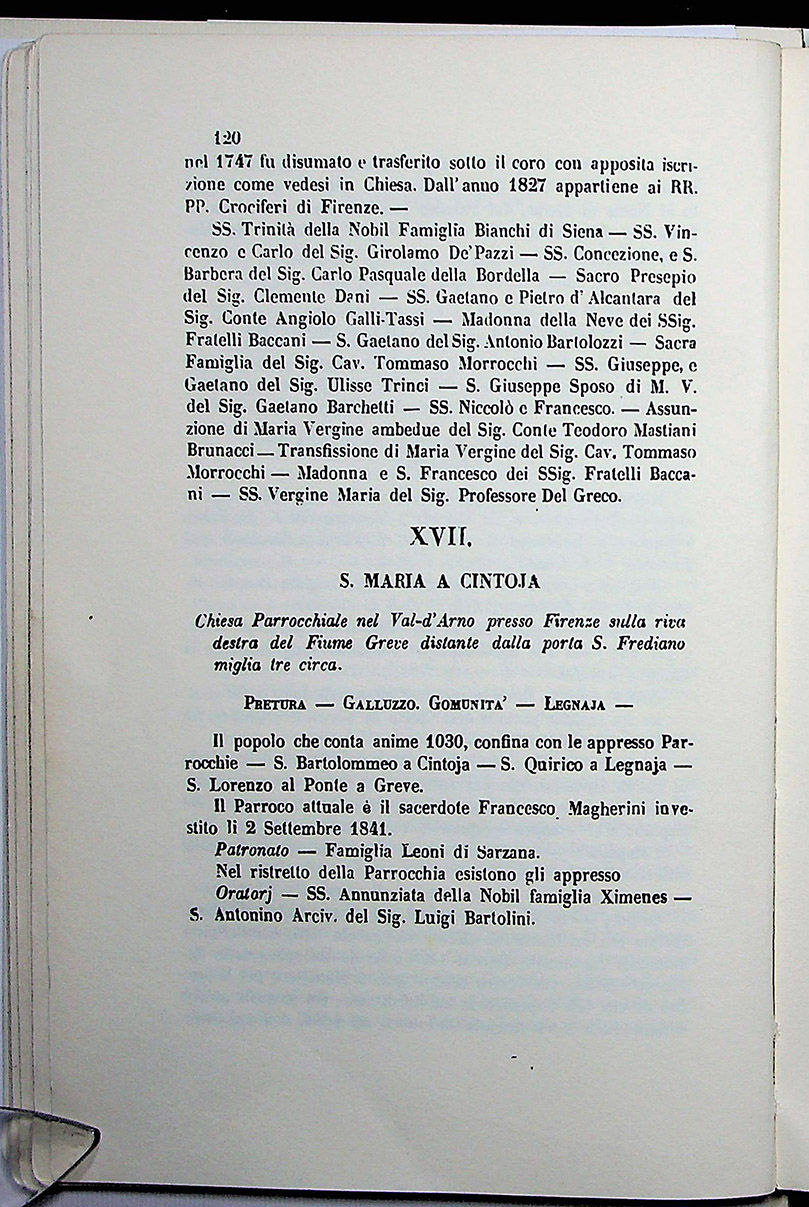 120
nel 1747 fu disumato e trasferito sotto il coro con apposita iscri-
zione come vedesi in Chiesa. Dall'anno 1827 appartiene ai RR.
PP. Crociferi di Firenze. —
SS. Trinità della Nobil Famiglia Bianchi di Siena — SS. Vin-
cenzo e Carlo del Sig. Girolamo De'Pazzi — SS. Concezione, e S.
Barbera del Sig. Carlo Pasquale della Bordella — Sacro Presepio
del Sig. Clemente Dani — SS. Gaetano e Pietro d' Alcantara del
Sig. Conte Angiolo Galli-Tassi — Madonna della Neve dei SSig.
Fratelli Baccani — S. Gaetano del Sig. Antonio Bartolozzi — Sacra
Famiglia del Sig. Cav. Tommaso Morrocchi — SS. Giuseppe, e
Gaetano del Sig. Ulisse Trinci — S. Giuseppe Sposo di M. V.
del Sig. Gaetano Barchetti — SS. Niccolò e Francesco. — Assun-
zione di Maria Vergine ambedue del Sig. Conte Teodoro Mastiani
Brunacci — Transfissione di Maria Vergine del Sig. Cav. Tommaso
Morrocchi — Madonna e S. Francesco dei SSig. Fratelli Bacca-
ni — SS. Vergine Maria del Sig. Professore Del Greco.
XVII.
S. MARIA A CINTOJA
Chiesa Parrocchiale nel Val-d'Arno presso Firenze sulla riva
destra del Fiume Greve distante dalla porta S. Frediano
miglia tre circa.
PRETURA — GALLUZZO. GOMUNITA' — LEGNAJA —
Il popolo che conta anime 1030, confina con le appresso Par-
rocchie — S. Bartolommeo a Cintoja — S. Quirico a Legnaja —
S. Lorenzo al Ponte a Greve.
Il Parroco attuale è il sacerdote Francesco Magherini inve-
stito lì 2 Settembre 1841.
Patronato — Famiglia Leoni di Sarzana.
Nel ristretto della Parrocchia esistono gli appresso
Oratorj — SS. Annunziata della Nobil famiglia Ximenes —
S. Antonino Arciv. del Sig. Luigi Bartolini.